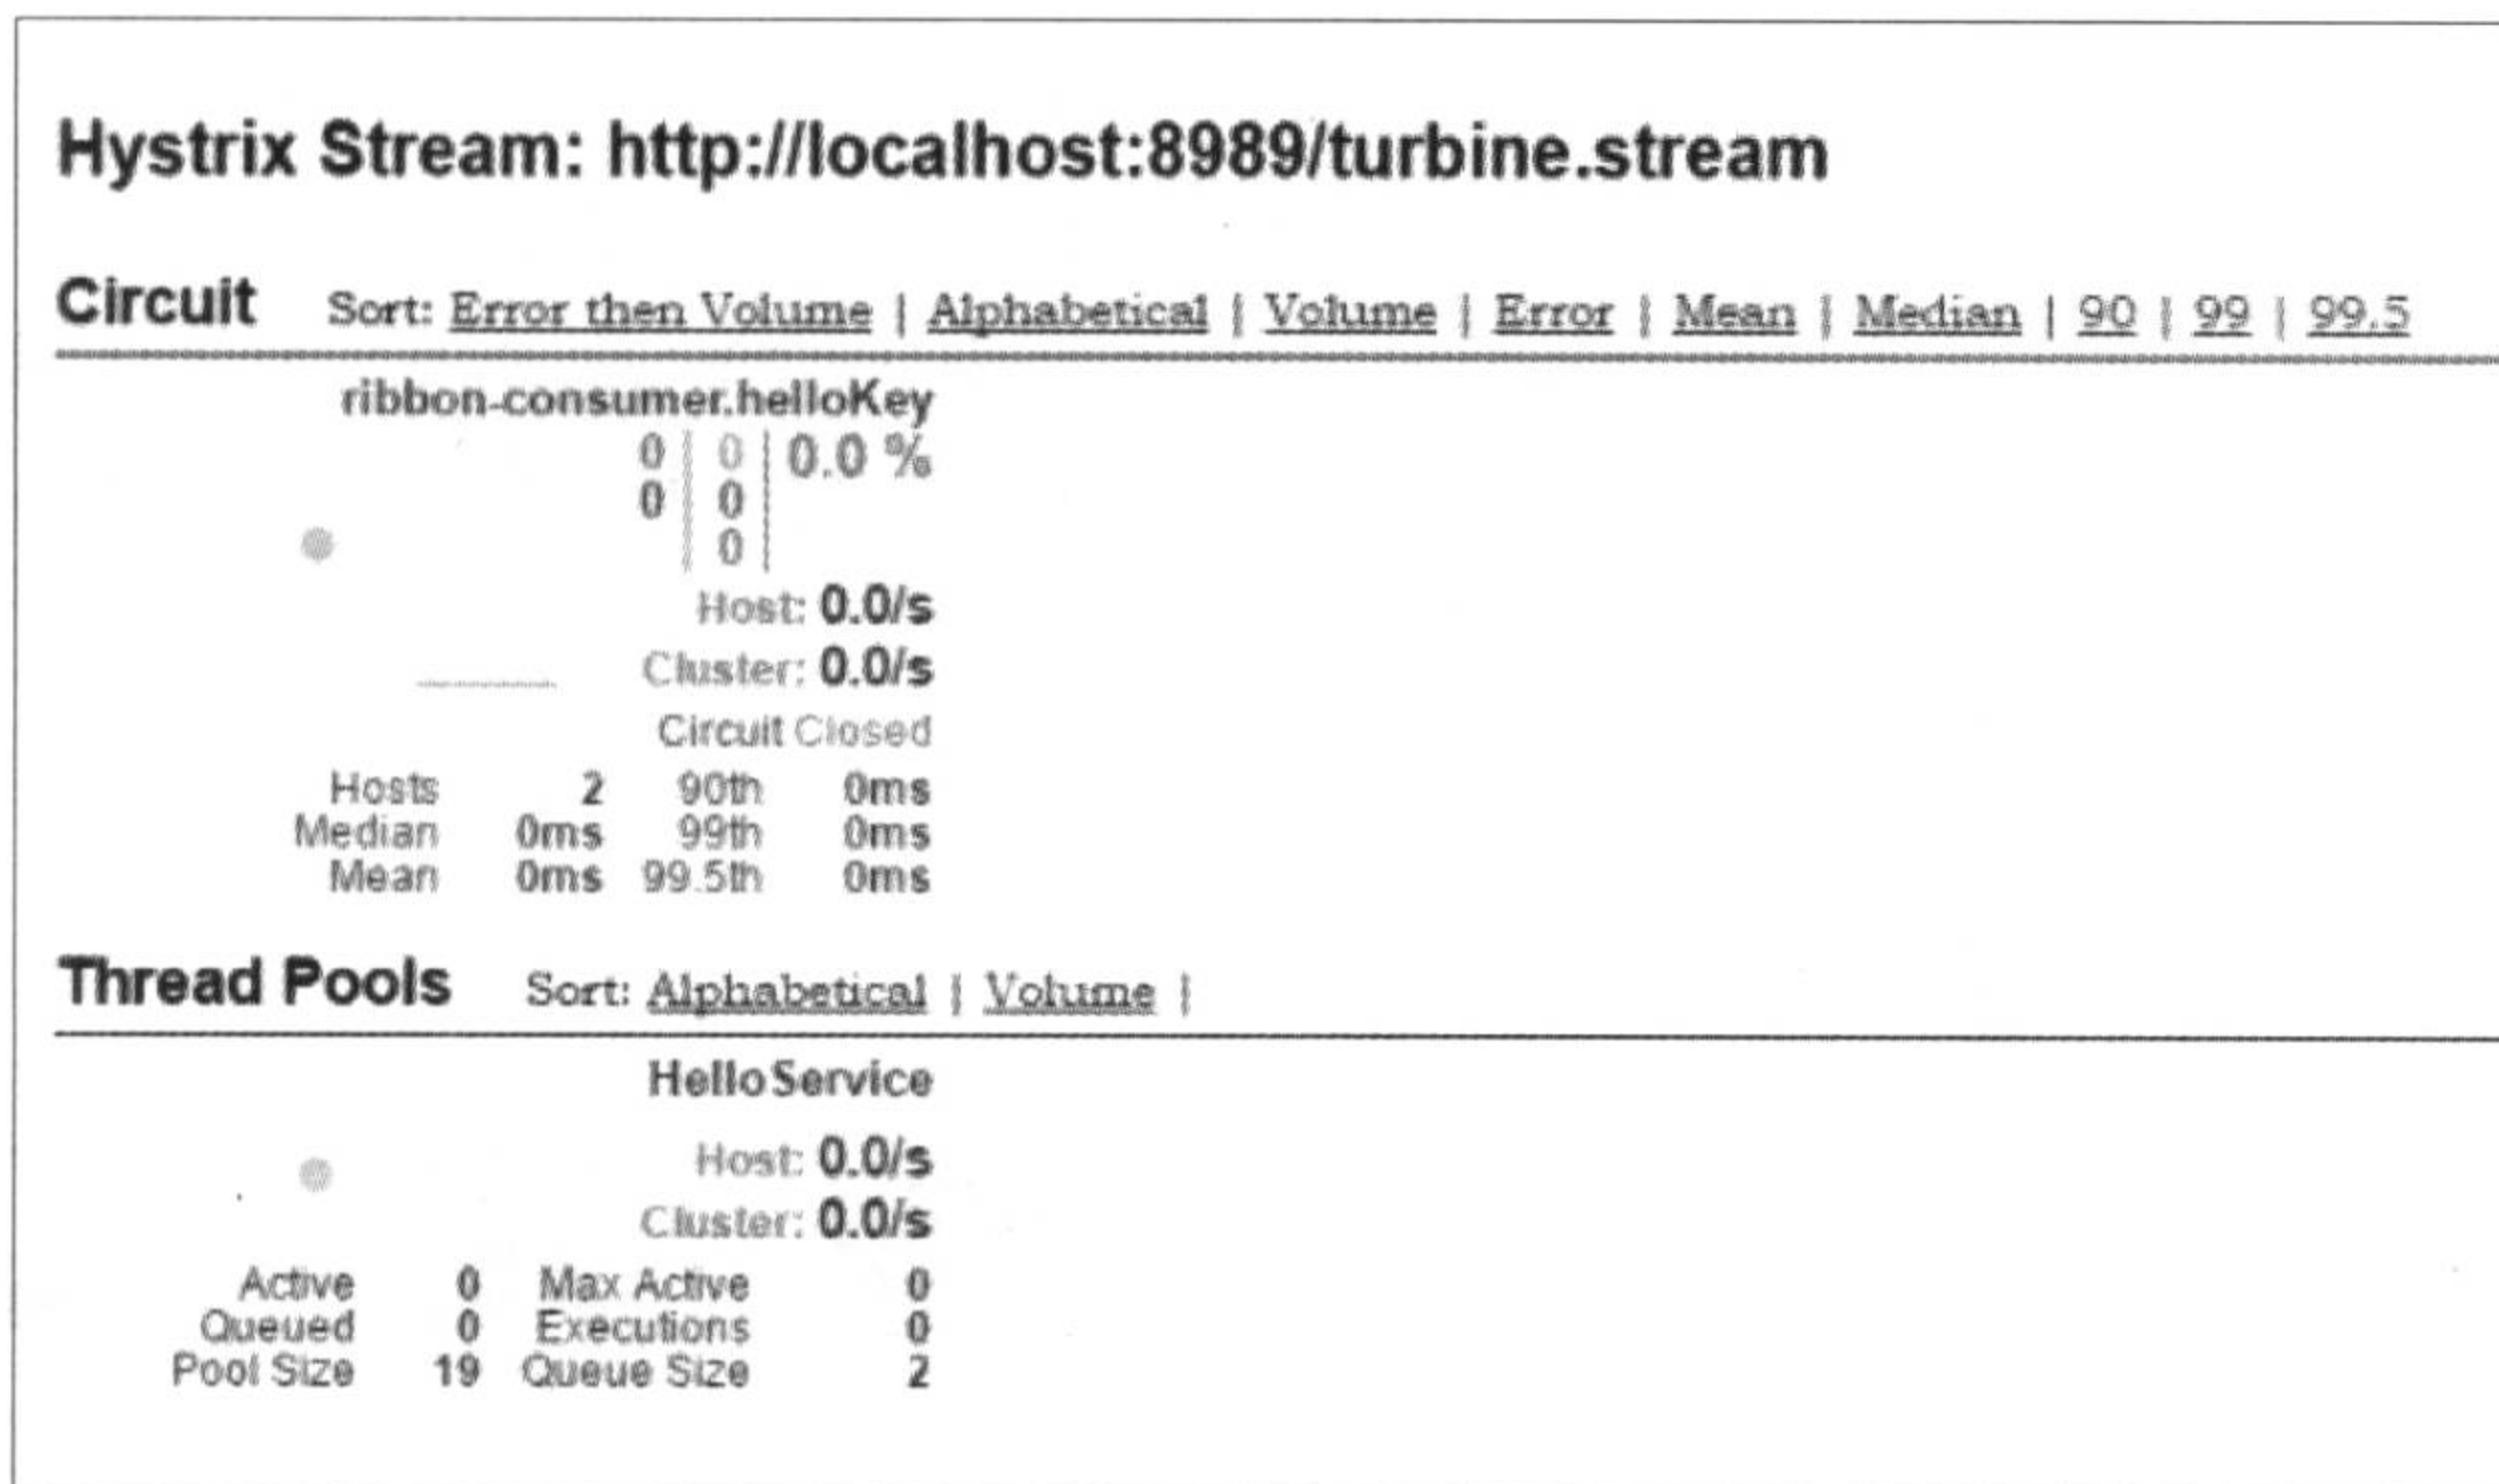 Hystrix Stream: http://localhost:8989/turbine.stream
Circuit Sort: Error then Volume | Alphabetical | Volume | Error | Mean | Median | 90 | 99 | 99.5
ribbon-consumer.helloKey
0 | 0 | 0.0 %
0 | 0
0
Host: 0.0/s
Cluster: 0.0/s
Circuit Closed
Hosts 2 90th 0ms
Median 0ms 99th 0ms
Mean 0ms 99.5th 0ms
Thread Pools Sort: Alphabetical | Volume |
HelloService
Host: 0.0/s
Cluster: 0.0/s
Active 0 Max Active 0
Queued 0 Executions 0
Pool Size 19 Queue Size 2